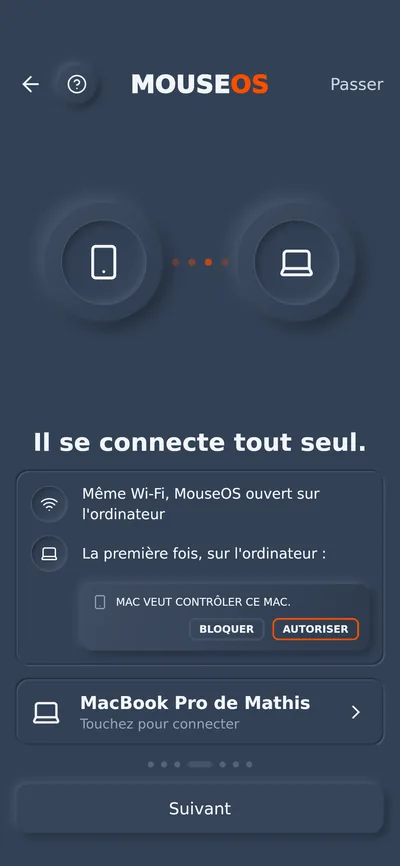 MOUSEOS
Passer
Il se connecte tout seul.
Même Wi-Fi, MouseOS ouvert sur
l'ordinateur
La première fois, sur l'ordinateur :
MAC VEUT CONTRÔLER CE MAC.
BLOQUER
AUTORISER
MacBook Pro de Mathis
Touchez pour connecter
Suivant